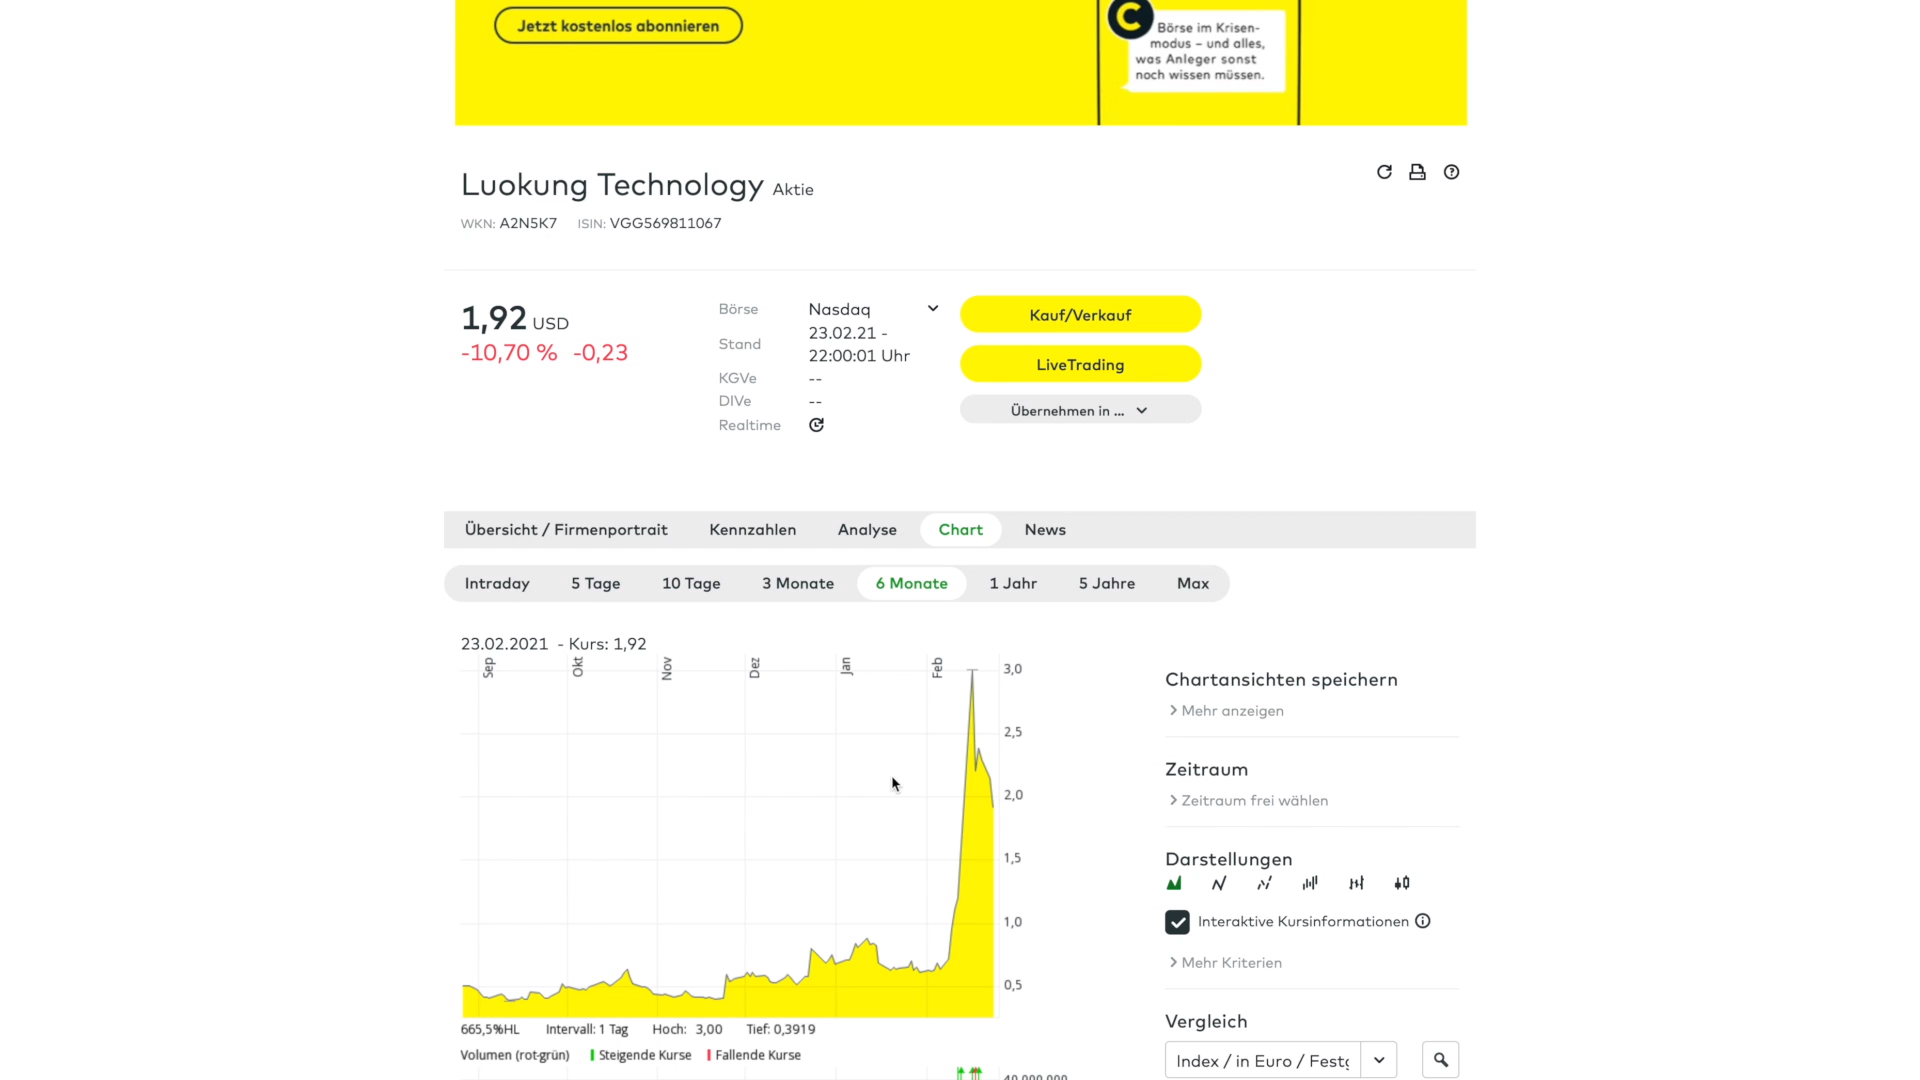 Jetzt kostenlos abonnieren
C
Börse im Krisen-
modus – und alles,
was Anleger sonst
noch wissen müssen.
Luokung Technology Aktie
WKN: A2N5K7 ISIN: VGG569811067
1,92 USD
-10,70 % -0,23
Börse Nasdaq
Stand 23.02.21 -
22:00:01 Uhr
KGVe --
DIVe --
Realtime
Kauf/Verkauf
LiveTrading
Übernehmen in ...
Übersicht / Firmenportrait Kennzahlen Analyse Chart News
Intraday 5 Tage 10 Tage 3 Monate 6 Monate 1 Jahr 5 Jahre Max
23.02.2021 - Kurs: 1,92
Sep Okt Nov Dez Jan Feb
3,0
2,5
2,0
1,5
1,0
0,5
665,5%HL Intervall: 1 Tag Hoch: 3,00 Tief: 0,3919
Volumen (rot-grün) Steigende Kurse Fallende Kurse
40.000.000
Chartansichten speichern
Mehr anzeigen
Zeitraum
Zeitraum frei wählen
Darstellungen
Interaktive Kursinformationen
Mehr Kriterien
Vergleich
Index / in Euro / Festg